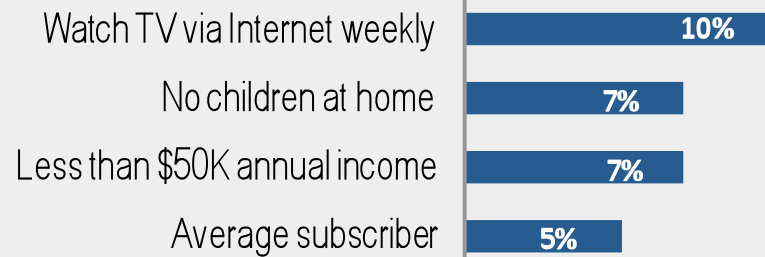 Watch TV via Internet weekly 10%
No children at home 7%
Less than $50K annual income 7%
Average subscriber 5%